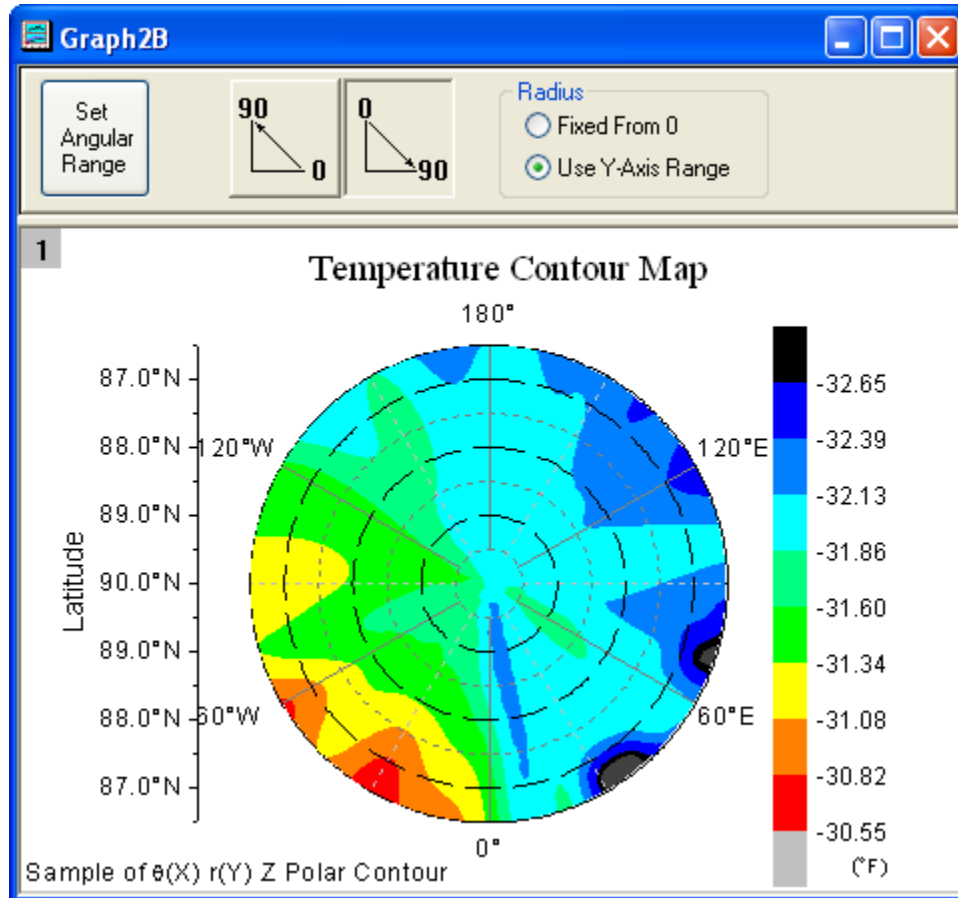 Graph2B
Set
Angular
Range
90
0
0
90
Radius
Fixed From 0
Use Y-Axis Range
1
Temperature Contour Map
180°
87.0°N
88.0°N
120°W
120°E
89.0°N
90.0°N
Latitude
89.0°N
88.0°N
60°W
60°E
87.0°N
0°
-32.65
-32.39
-32.13
-31.86
-31.60
-31.34
-31.08
-30.82
-30.55
(°F)
Sample of θ(X) r(Y) Z Polar Contour